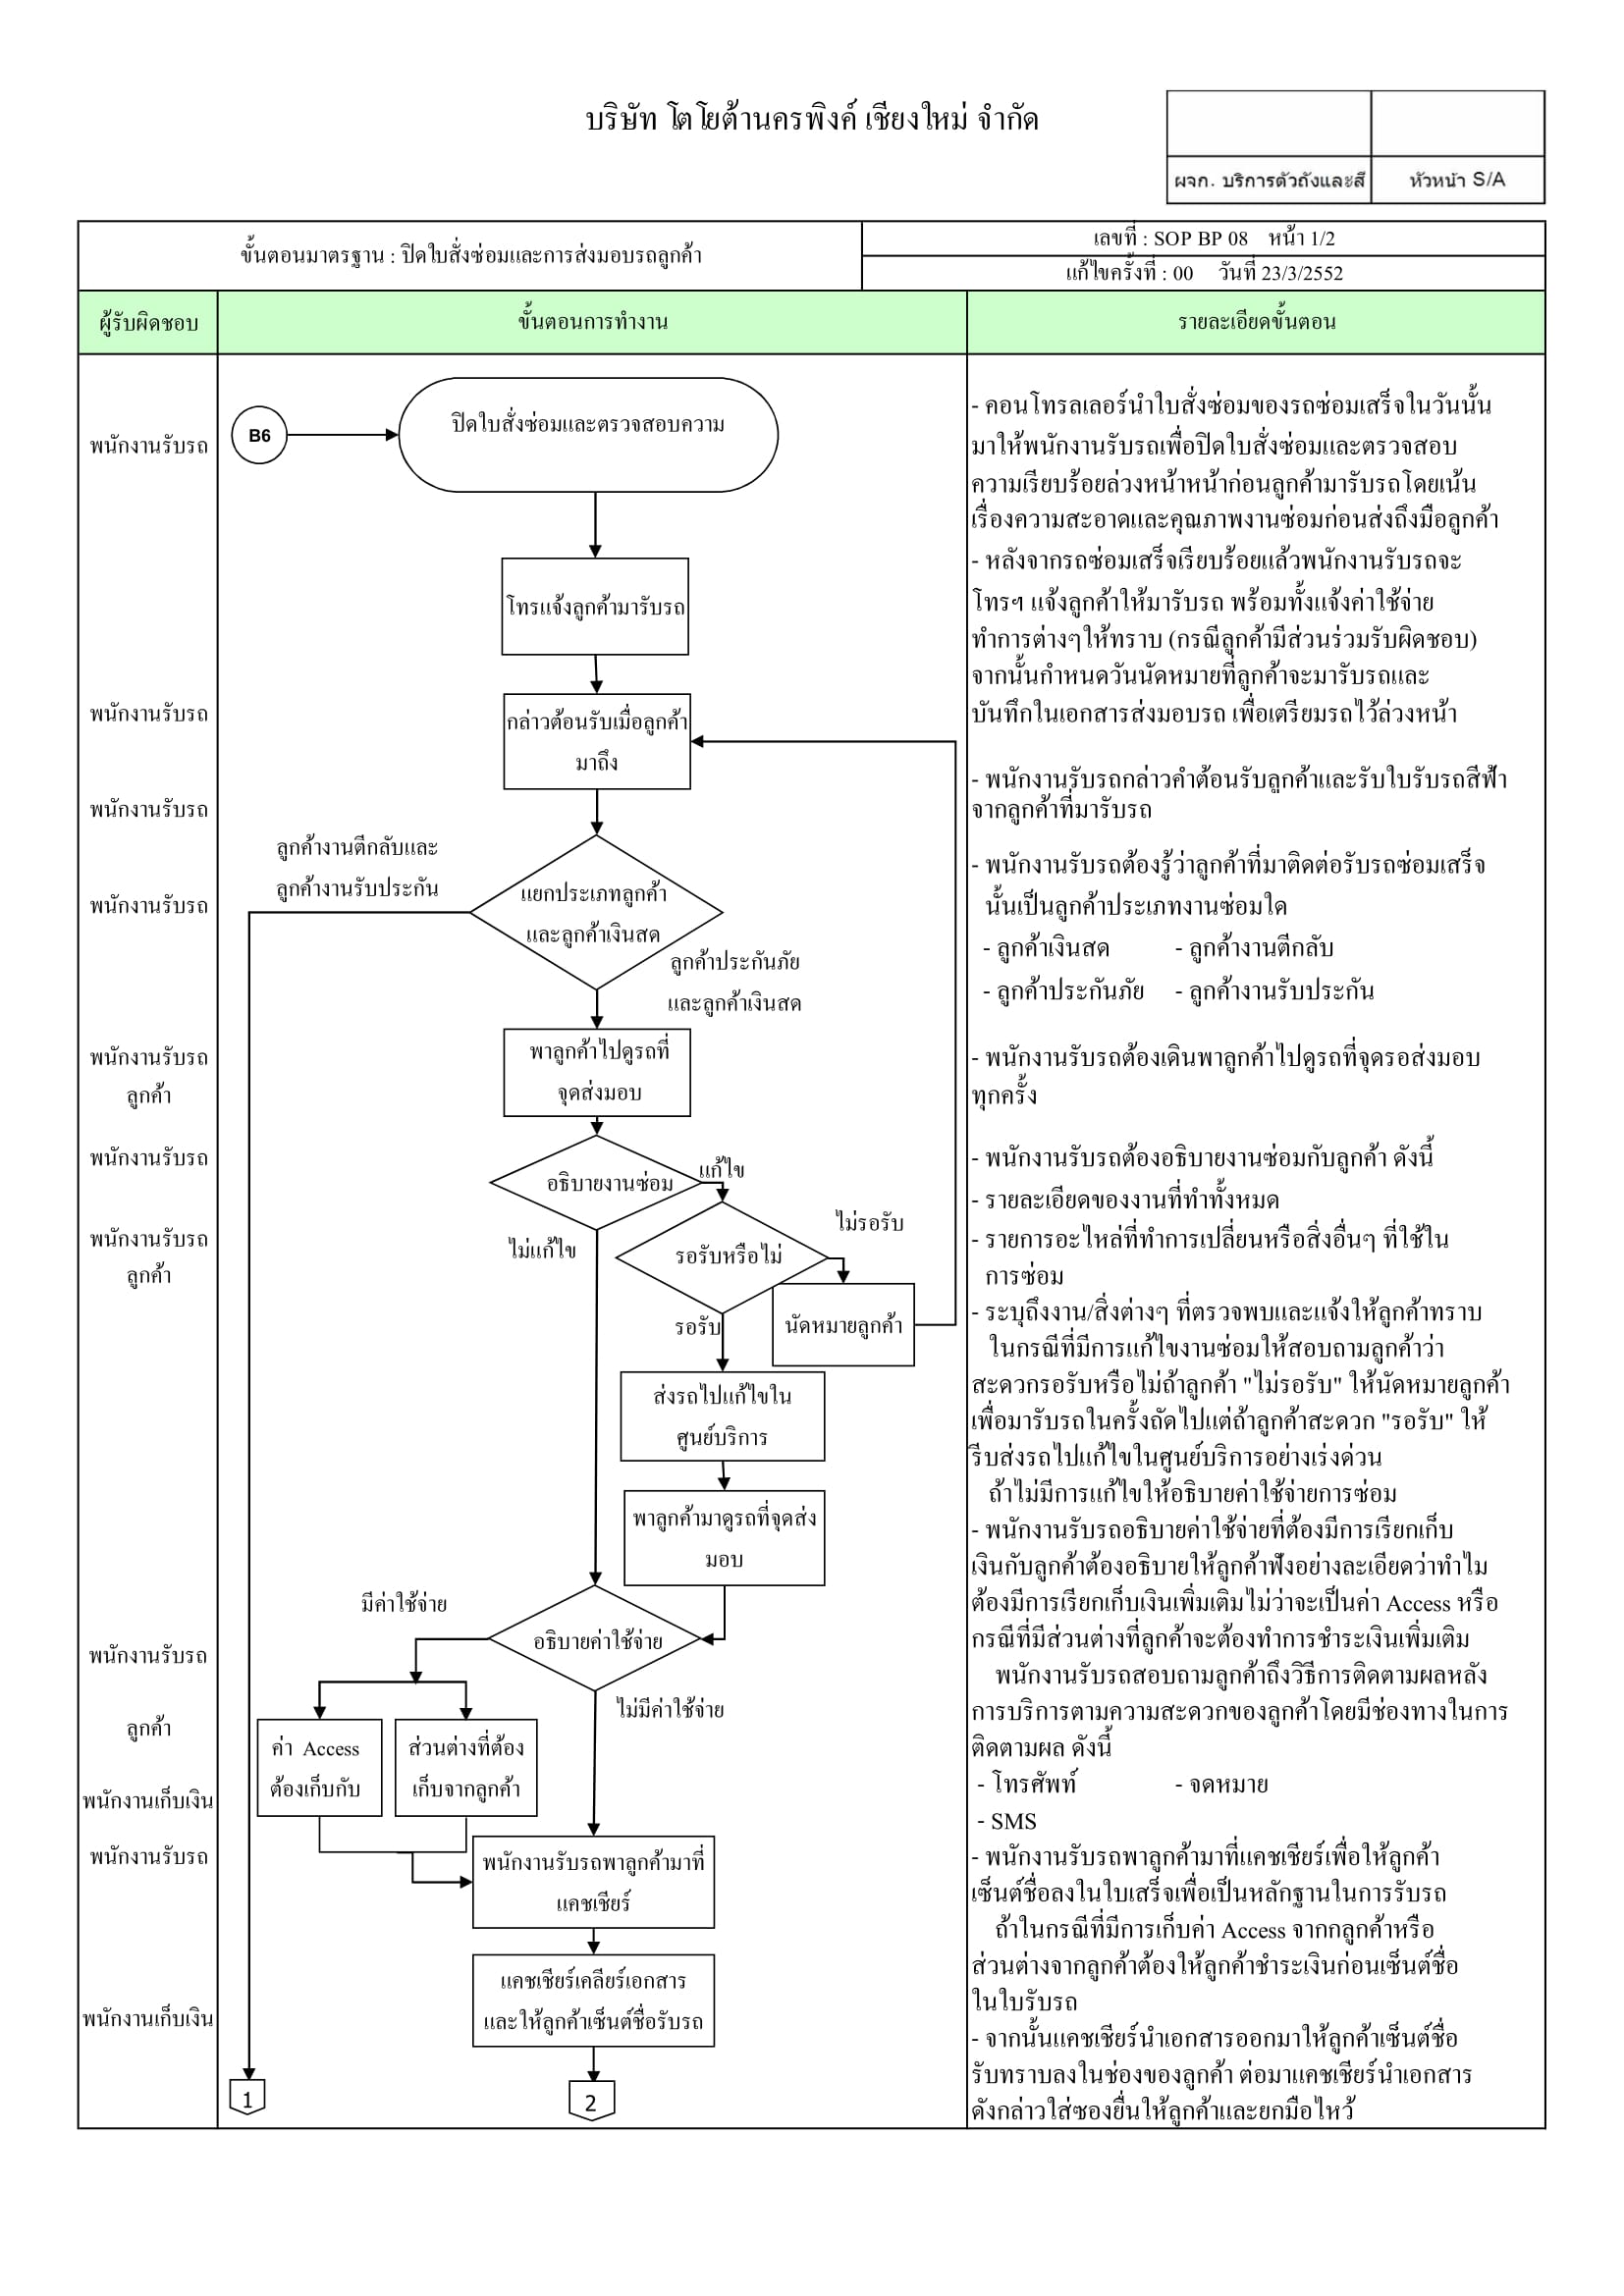 บริษัท โตโยต้านครพิงค์ เชียงใหม่ จำกัด
ผจก. บริการตัวถังและสี
หัวหน้า S/A
ขั้นตอนมาตรฐาน : ปิดใบสั่งซ่อมและการส่งมอบรถลูกค้า
เลขที่ : SOP BP 08 หน้า 1/2
แก้ไขครั้งที่ : 00 วันที่ 23/3/2552
ผู้รับผิดชอบ
ขั้นตอนการทำงาน
รายละเอียดขั้นตอน
พนักงานรับรถ
พนักงานรับรถ
พนักงานรับรถ
พนักงานรับรถ
พนักงานรับรถ
ลูกค้า
พนักงานรับรถ
พนักงานรับรถ
ลูกค้า
พนักงานรับรถ
ลูกค้า
พนักงานเก็บเงิน
พนักงานรับรถ
พนักงานเก็บเงิน
B6
ปิดใบสั่งซ่อมและตรวจสอบความ
โทรแจ้งลูกค้ามารับรถ
กล่าวต้อนรับเมื่อลูกค้า
มาถึง
ลูกค้างานตีกลับและ
ลูกค้างานรับประกัน
แยกประเภทลูกค้า
และลูกค้าเงินสด
ลูกค้าประกันภัย
และลูกค้าเงินสด
พาลูกค้าไปดูรถที่
จุดส่งมอบ
อธิบายงานซ่อม
แก้ไข
ไม่แก้ไข
รอรับหรือไม่
ไม่รอรับ
รอรับ
นัดหมายลูกค้า
ส่งรถไปแก้ไขใน
ศูนย์บริการ
พาลูกค้ามาดูรถที่จุดส่ง
มอบ
มีค่าใช้จ่าย
อธิบายค่าใช้จ่าย
ไม่มีค่าใช้จ่าย
ค่า Access
ต้องเก็บกับ
ส่วนต่างที่ต้อง
เก็บจากลูกค้า
พนักงานรับรถพาลูกค้ามาที่
แคชเชียร์
แคชเชียร์เคลียร์เอกสาร
และให้ลูกค้าเซ็นต์ชื่อรับรถ
1
2
- คอนโทรลเลอร์นำใบสั่งซ่อมของรถซ่อมเสร็จในวันนั้น
มาให้พนักงานรับรถเพื่อปิดใบสั่งซ่อมและตรวจสอบ
ความเรียบร้อยล่วงหน้าหน้าก่อนลูกค้ามารับรถโดยเน้น
เรื่องความสะอาดและคุณภาพงานซ่อมก่อนส่งถึงมือลูกค้า
- หลังจากรถซ่อมเสร็จเรียบร้อยแล้วพนักงานรับรถจะ
โทรฯ แจ้งลูกค้าให้มารับรถ พร้อมทั้งแจ้งค่าใช้จ่าย
ทำการต่างๆให้ทราบ (กรณีลูกค้ามีส่วนร่วมรับผิดชอบ)
จากนั้นกำหนดวันนัดหมายที่ลูกค้าจะมารับรถและ
บันทึกในเอกสารส่งมอบรถ เพื่อเตรียมรถไว้ล่วงหน้า
- พนักงานรับรถกล่าวคำต้อนรับลูกค้าและรับใบรับรถสีฟ้า
จากลูกค้าที่มารับรถ
- พนักงานรับรถต้องรู้ว่าลูกค้าที่มาติดต่อรับรถซ่อมเสร็จ
นั้นเป็นลูกค้าประเภทงานซ่อมใด
- ลูกค้าเงินสด - ลูกค้างานตีกลับ
- ลูกค้าประกันภัย - ลูกค้างานรับประกัน
- พนักงานรับรถต้องเดินพาลูกค้าไปดูรถที่จุดรอส่งมอบ
ทุกครั้ง
- พนักงานรับรถต้องอธิบายงานซ่อมกับลูกค้า ดังนี้
- รายละเอียดของงานที่ทำทั้งหมด
- รายการอะไหล่ที่ทำการเปลี่ยนหรือสิ่งอื่นๆ ที่ใช้ใน
การซ่อม
- ระบุถึงงาน/สิ่งต่างๆ ที่ตรวจพบและแจ้งให้ลูกค้าทราบ
ในกรณีที่มีการแก้ไขงานซ่อมให้สอบถามลูกค้าว่า
สะดวกรอรับหรือไม่ถ้าลูกค้า "ไม่รอรับ" ให้นัดหมายลูกค้า
เพื่อมารับรถในครั้งถัดไปแต่ถ้าลูกค้าสะดวก "รอรับ" ให้
รีบส่งรถไปแก้ไขในศูนย์บริการอย่างเร่งด่วน
ถ้าไม่มีการแก้ไขให้อธิบายค่าใช้จ่ายการซ่อม
- พนักงานรับรถอธิบายค่าใช้จ่ายที่ต้องมีการเรียกเก็บ
เงินกับลูกค้าต้องอธิบายให้ลูกค้าฟังอย่างละเอียดว่าทำไม
ต้องมีการเรียกเก็บเงินเพิ่มเติมไม่ว่าจะเป็นค่า Access หรือ
กรณีที่มีส่วนต่างที่ลูกค้าจะต้องทำการชำระเงินเพิ่มเติม
พนักงานรับรถสอบถามลูกค้าถึงวิธีการติดตามผลหลัง
การบริการตามความสะดวกของลูกค้าโดยมีช่องทางในการ
ติดตามผล ดังนี้
- โทรศัพท์ - จดหมาย
- SMS
- พนักงานรับรถพาลูกค้ามาที่แคชเชียร์เพื่อให้ลูกค้า
เซ็นต์ชื่อลงในใบเสร็จเพื่อเป็นหลักฐานในการรับรถ
ถ้าในกรณีที่มีการเก็บค่า Access จากกลูกค้าหรือ
ส่วนต่างจากลูกค้าต้องให้ลูกค้าชำระเงินก่อนเซ็นต์ชื่อ
ในใบรับรถ
- จากนั้นแคชเชียร์นำเอกสารออกมาให้ลูกค้าเซ็นต์ชื่อ
รับทราบลงในช่องของลูกค้า ต่อมาแคชเชียร์นำเอกสาร
ดังกล่าวใส่ซองยื่นให้ลูกค้าและยกมือไหว้